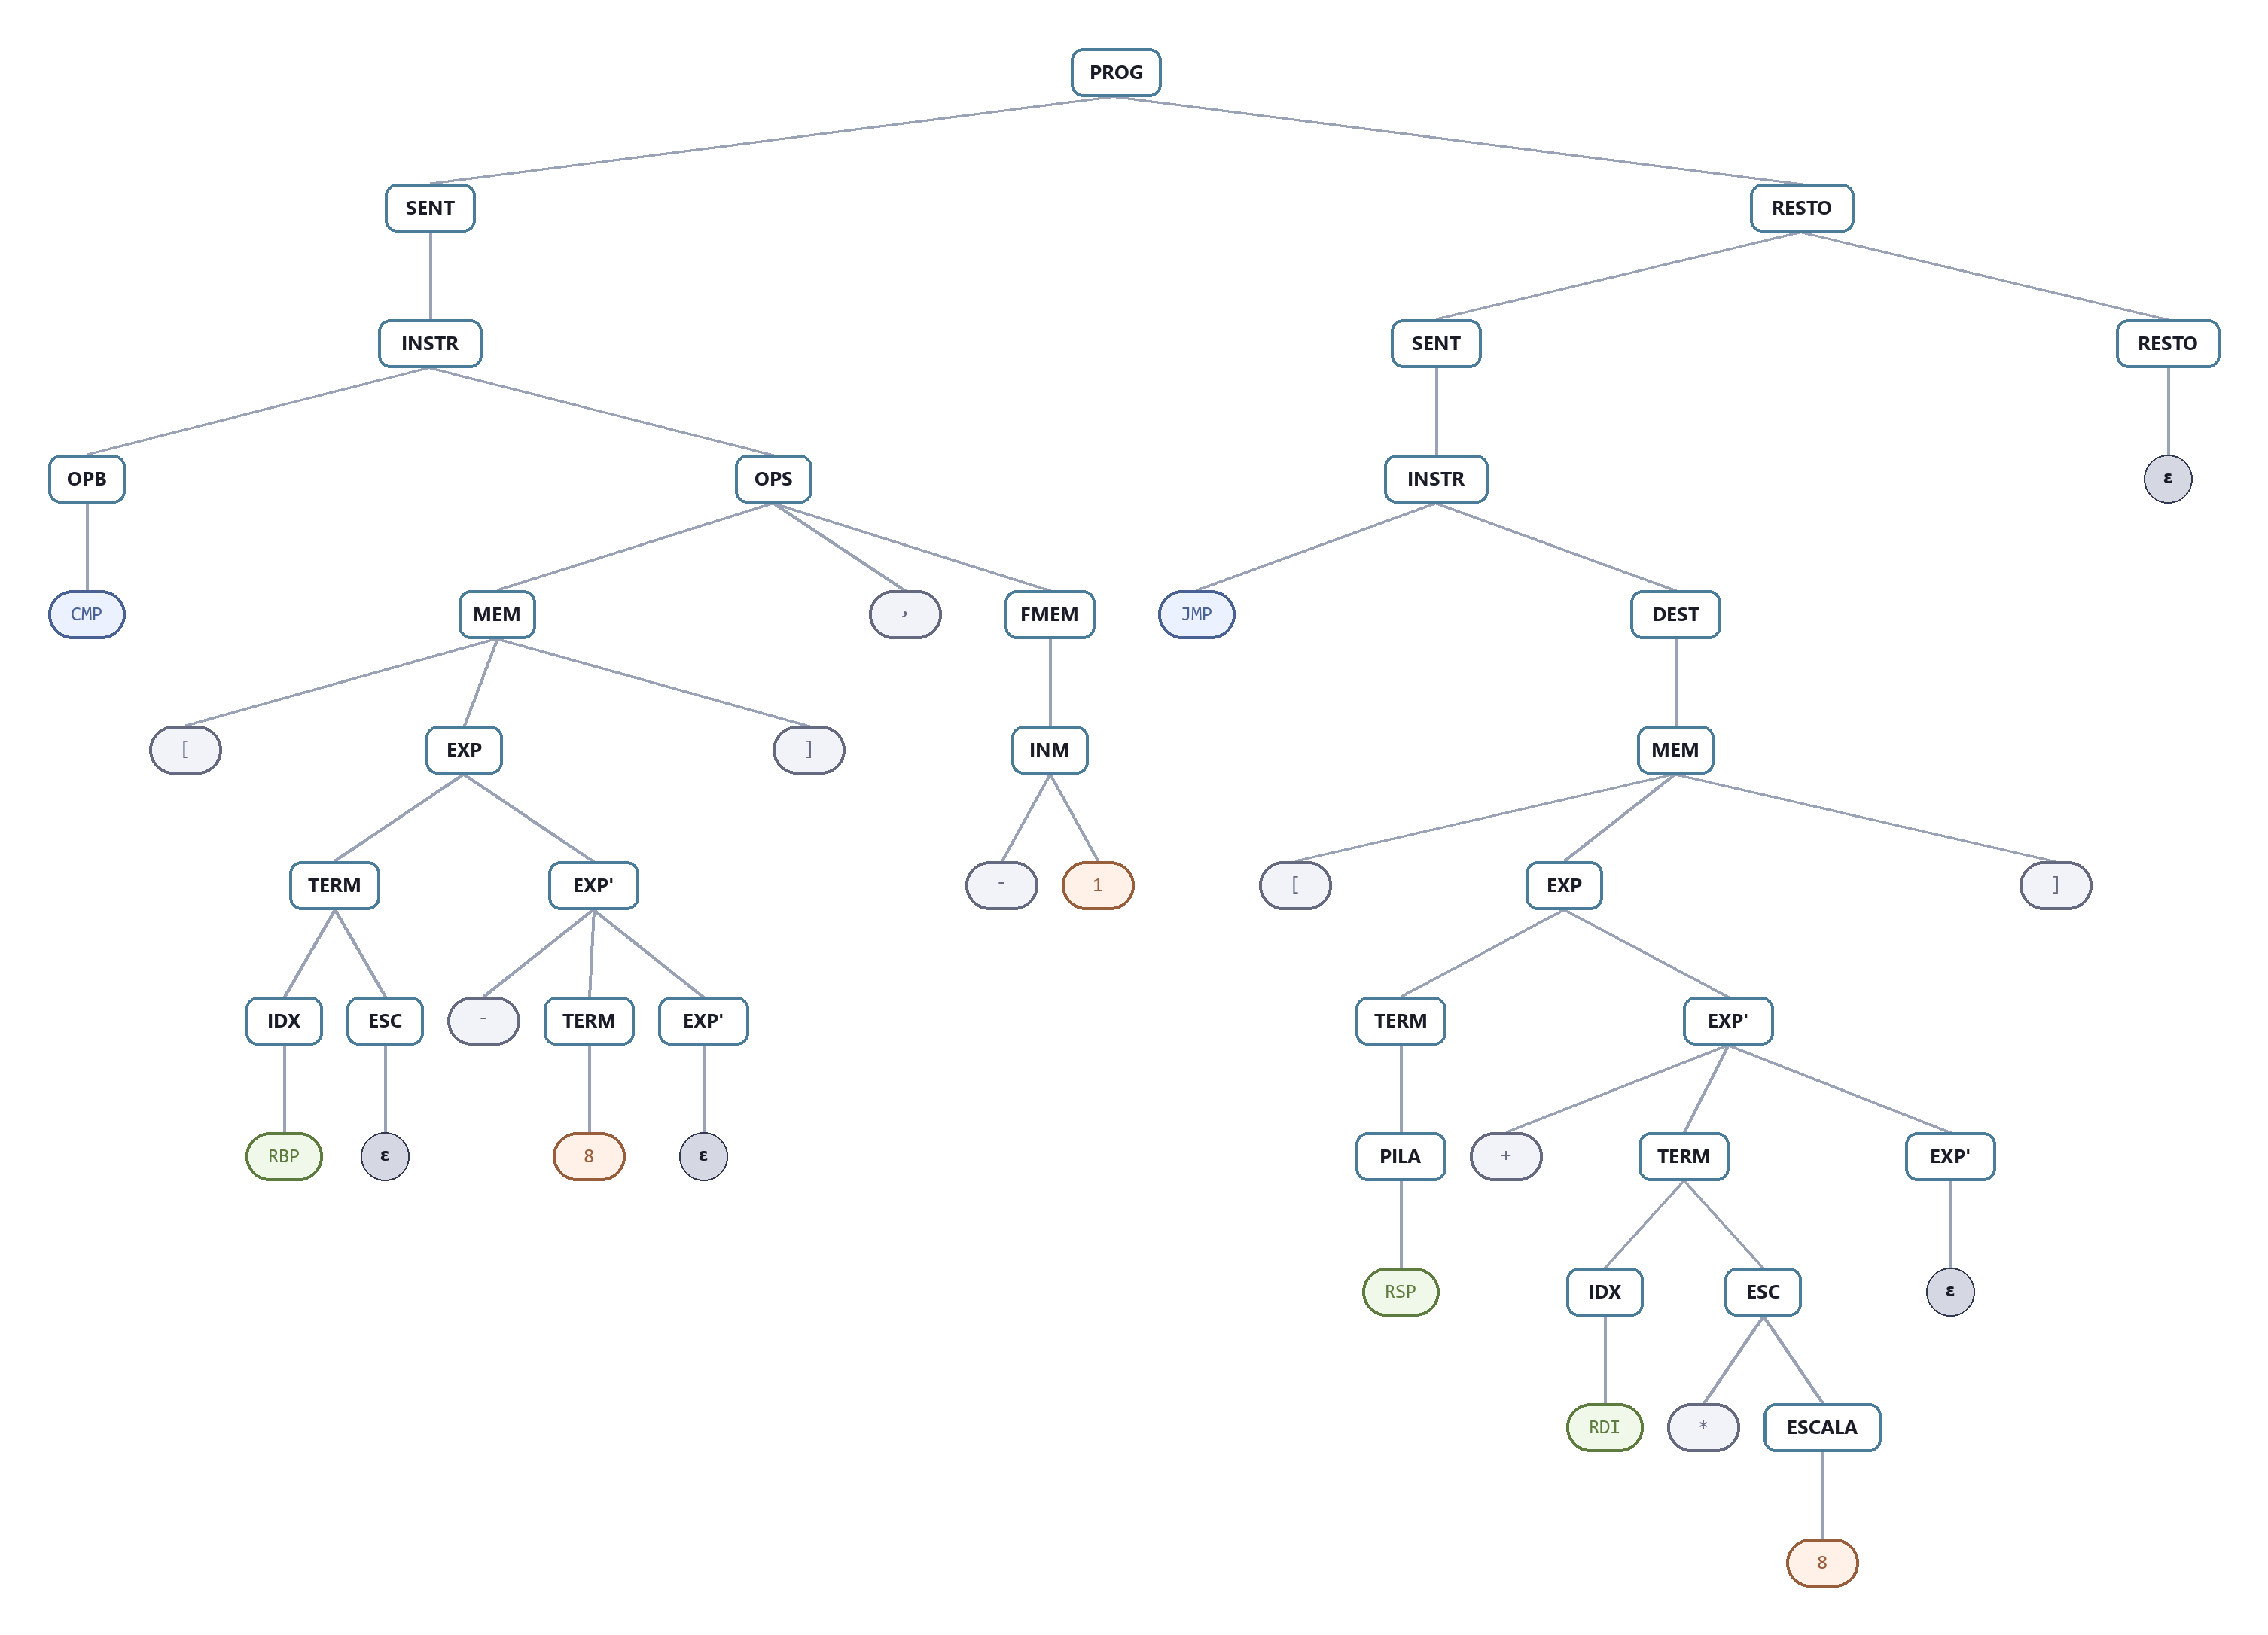 PROG
SENT RESTO
INSTR SENT RESTO
OPB OPS INSTR ε
CMP MEM , FMEM JMP DEST
[ EXP ] INM MEM
TERM EXP' - 1 [ EXP ]
IDX ESC - TERM EXP' TERM EXP'
RBP ε 8 ε PILA + TERM EXP'
RSP IDX ESC ε
RDI * ESCALA
8